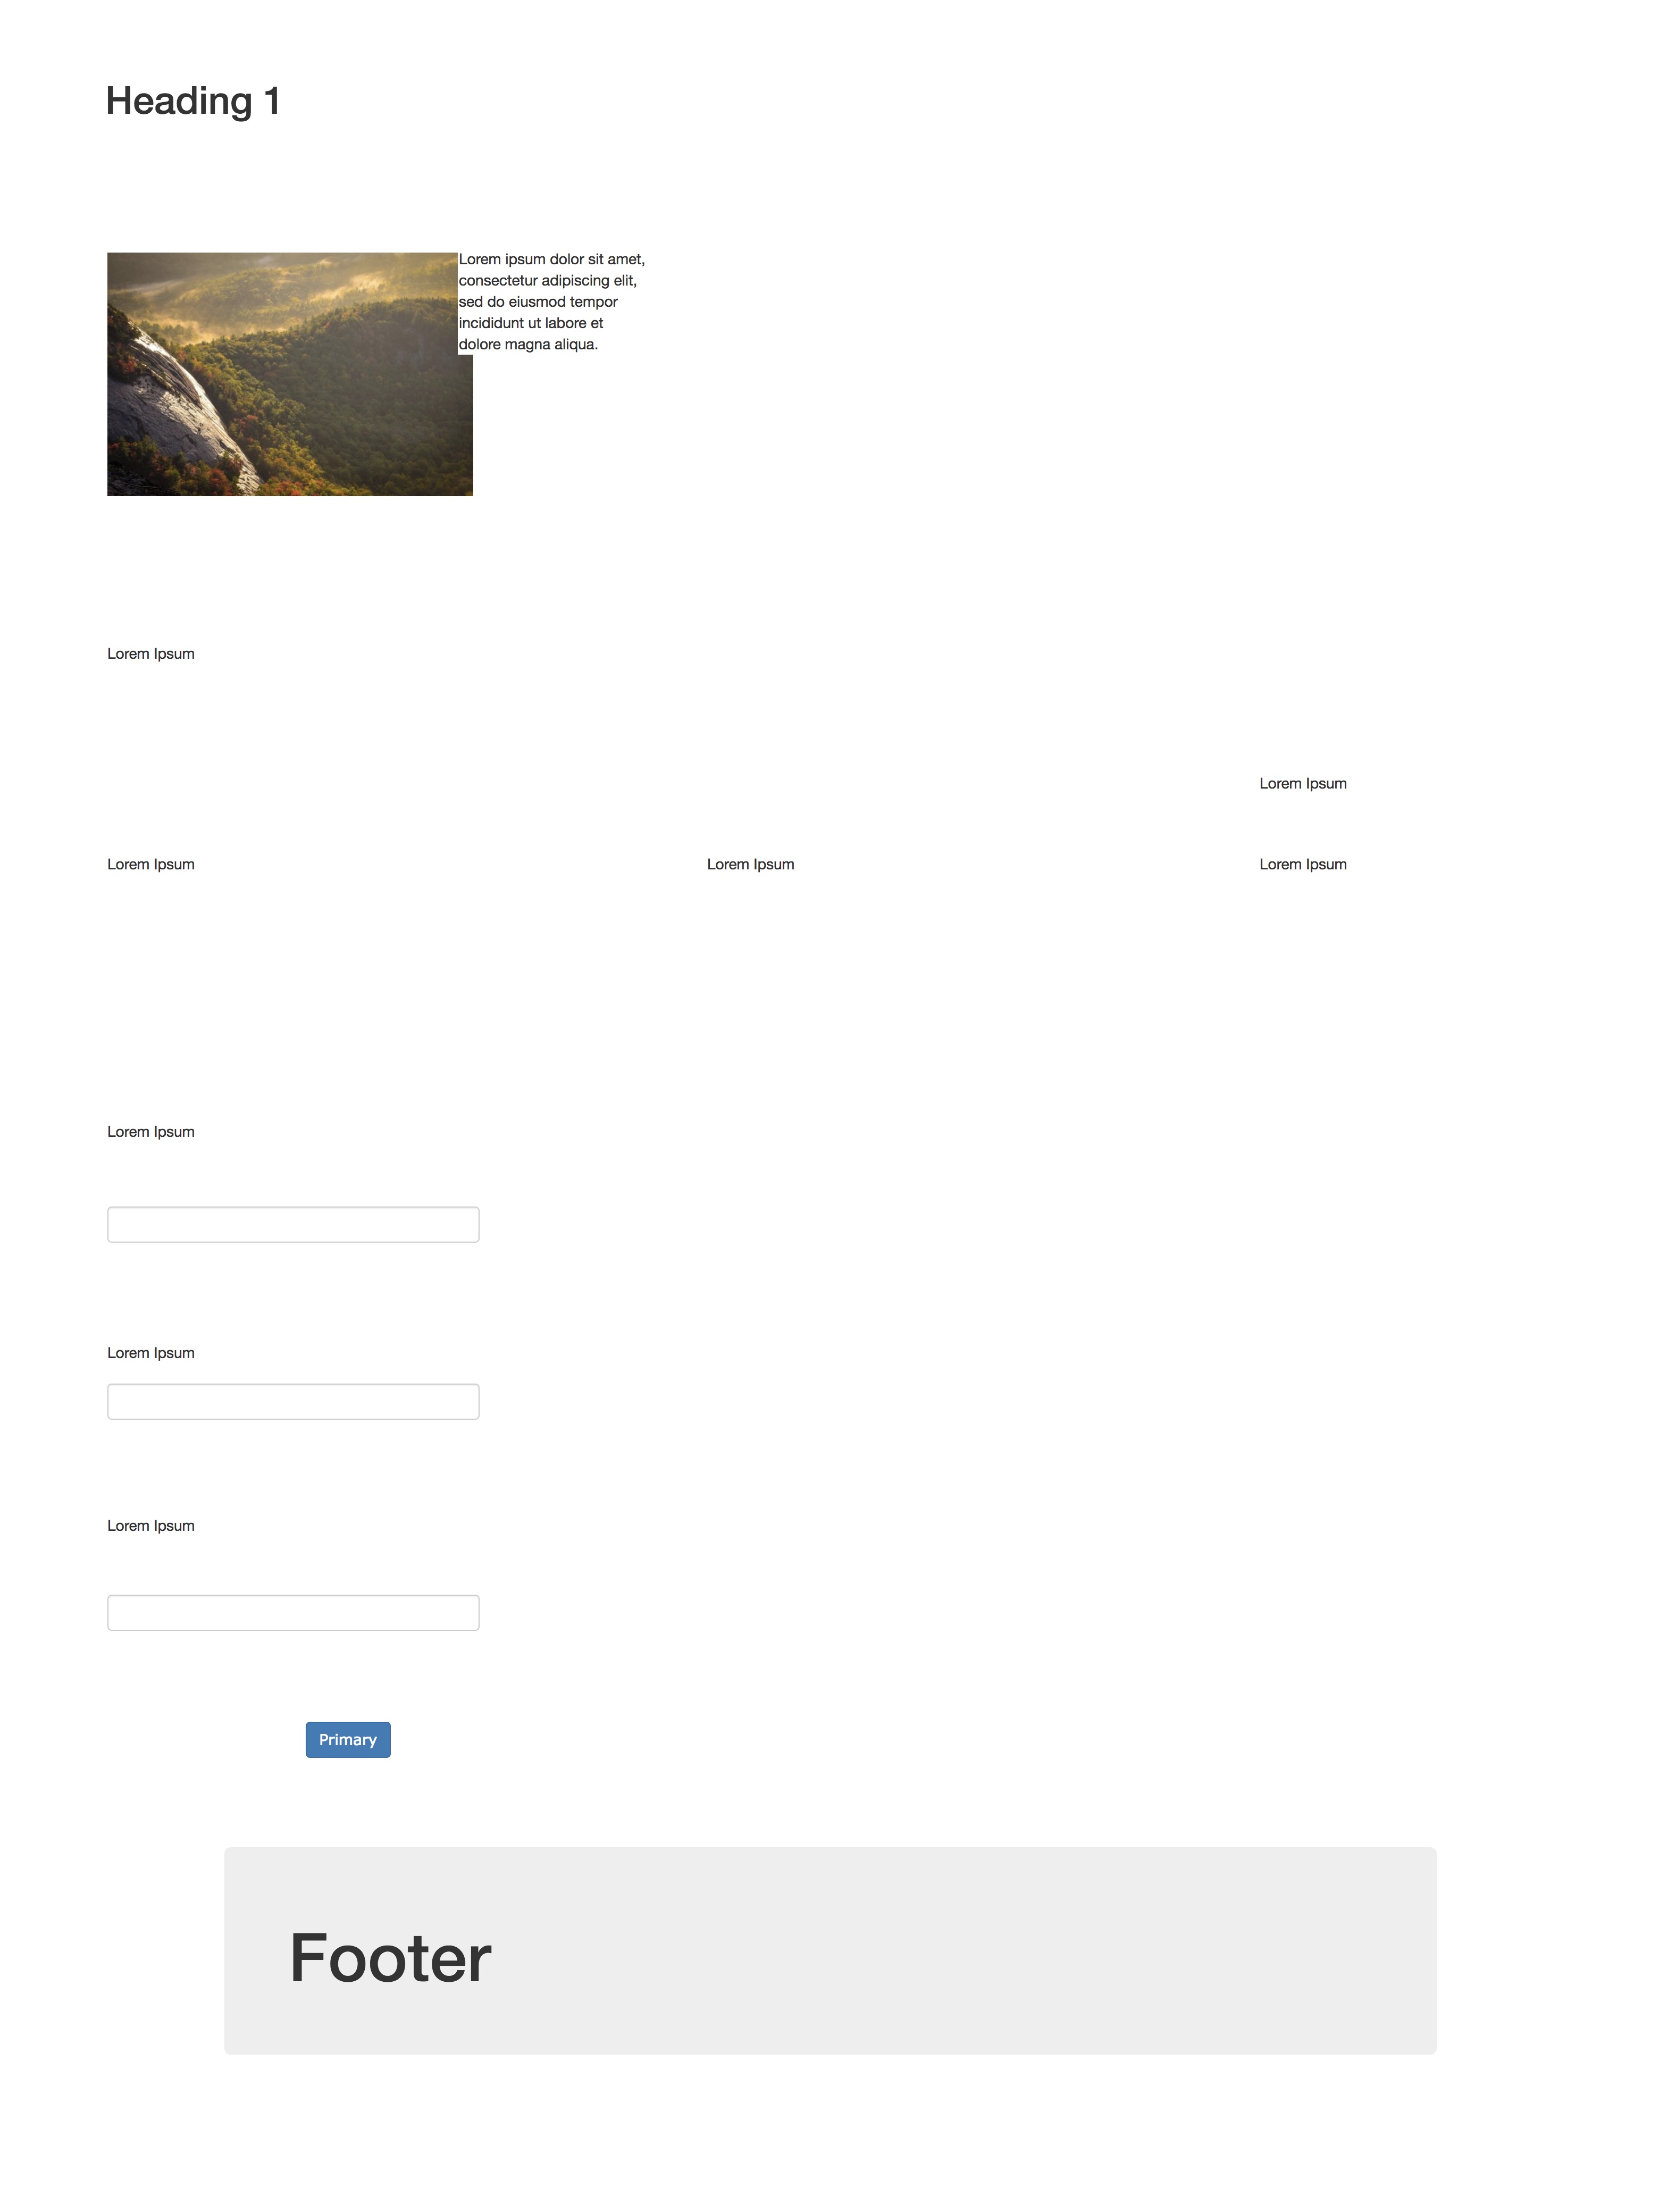 Heading 1
Lorem ipsum dolor sit amet,
consectetur adipiscing elit,
sed do eiusmod tempor
incididunt ut labore et
dolore magna aliqua.
Lorem Ipsum
Lorem Ipsum
Lorem Ipsum
Lorem Ipsum
Lorem Ipsum
Lorem Ipsum
Lorem Ipsum
Lorem Ipsum
Primary
Footer